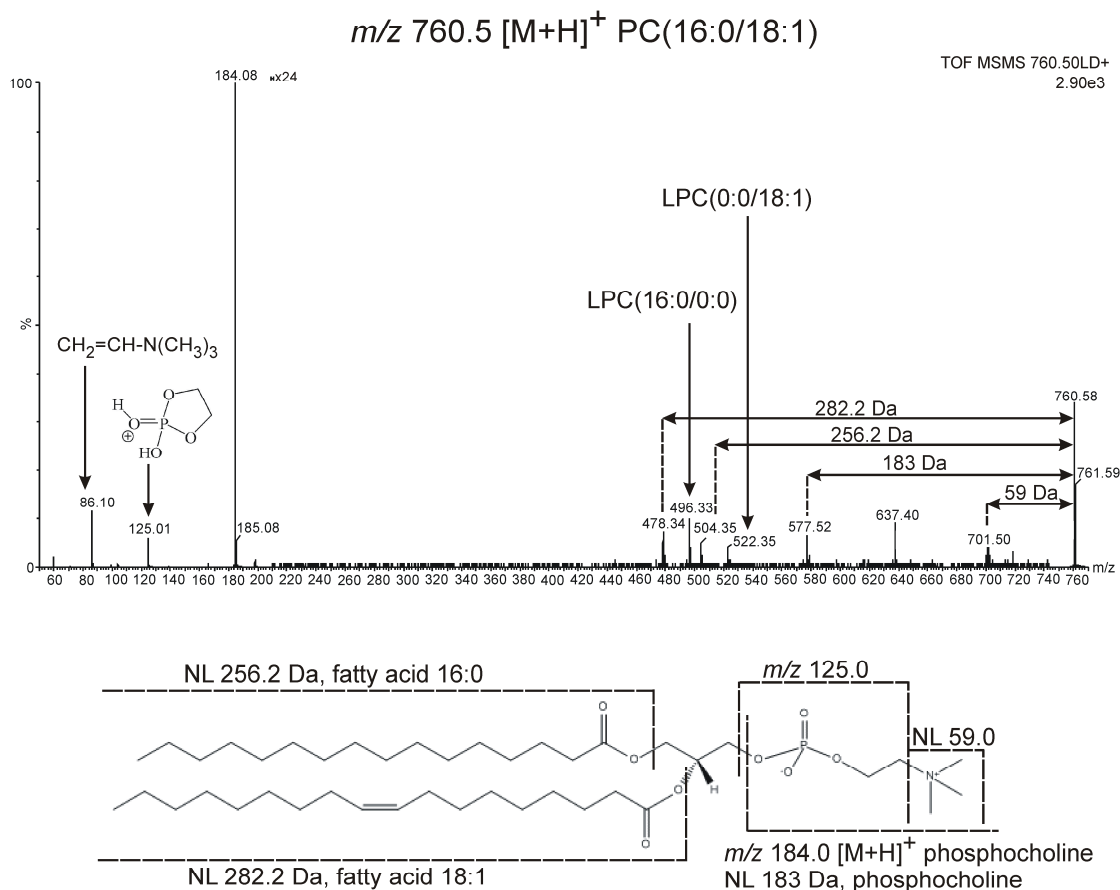 m/z 760.5 [M+H]+ PC(16:0/18:1)
TOF MSMS 760.50LD+
2.90e3
100
184.08
x24
LPC(0:0/18:1)
LPC(16:0/0:0)
%
CH2=CH-N(CH3)3
760.58
282.2 Da
256.2 Da
183 Da
761.59
59 Da
H
O
P
O
O
HO
86.10
125.01
185.08
478.34
496.33
504.35
522.35
577.52
637.40
701.50
0
60 80 100 120 140 160 180 200 220 240 260 280 300 320 340 360 380 400 420 440 460 480 500 520 540 560 580 600 620 640 660 680 700 720 740 760 m/z
NL 256.2 Da, fatty acid 16:0
m/z 125.0
NL 59.0
O
O
O
P
O
-O
O
N+
H
O
O
m/z 184.0 [M+H]+ phosphocholine
NL 282.2 Da, fatty acid 18:1
NL 183 Da, phosphocholine